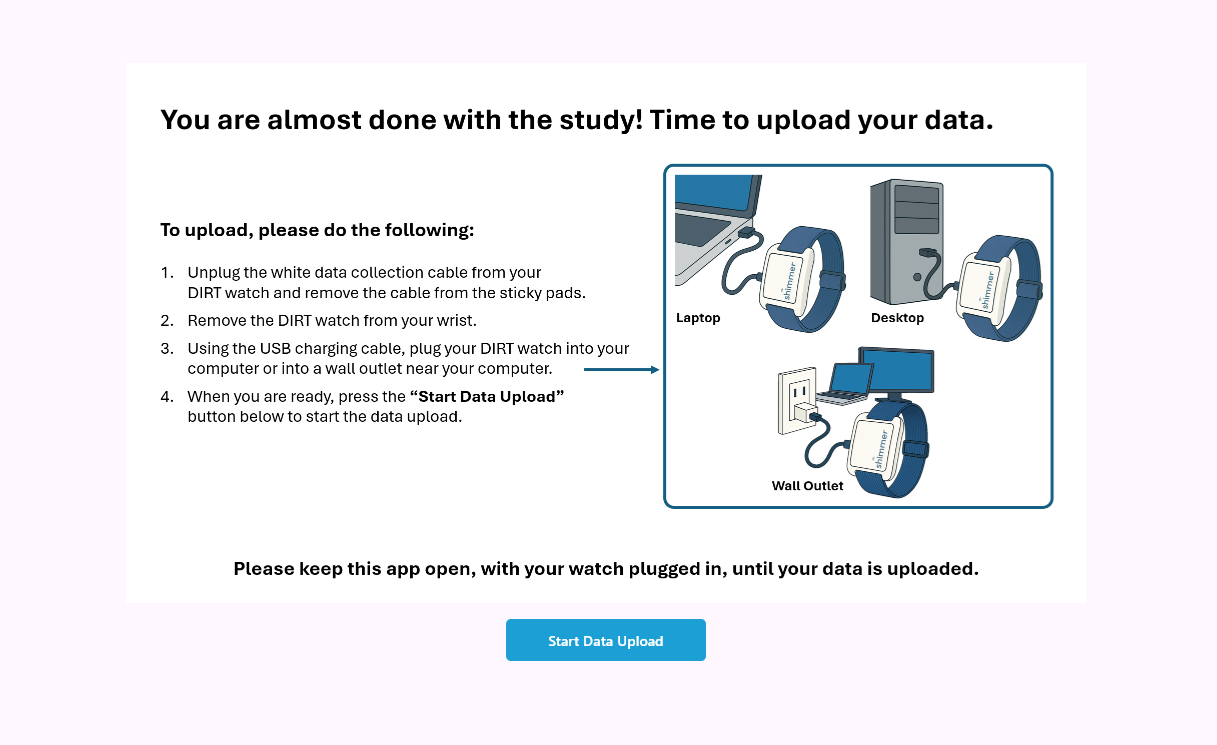 You are almost done with the study! Time to upload your data.
To upload, please do the following:
1. Unplug the white data collection cable from your
DIRT watch and remove the cable from the sticky pads.
2. Remove the DIRT watch from your wrist.
3. Using the USB charging cable, plug your DIRT watch into your
computer or into a wall outlet near your computer.
4. When you are ready, press the “Start Data Upload”
button below to start the data upload.
shimmer
shimmer
Laptop
Desktop
shimmer
Wall Outlet
Please keep this app open, with your watch plugged in, until your data is uploaded.
Start Data Upload